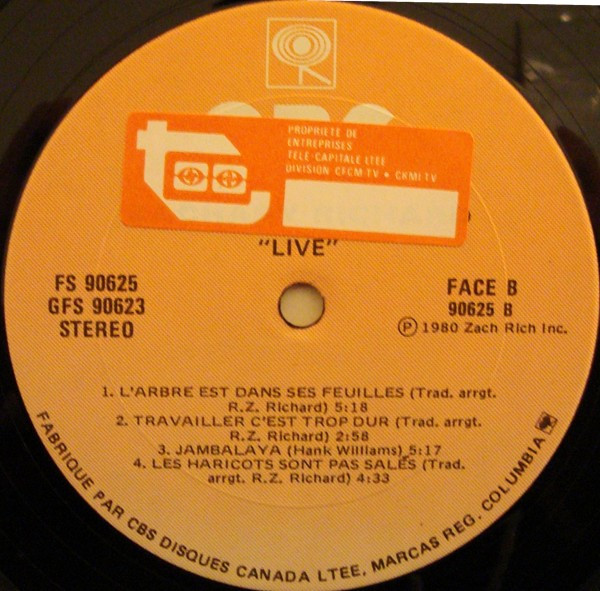 PROPRIETE DE
ENTREPRISES
TELE-CAPITALE LTEE
DIVISION CFCM-TV • CKMI TV
"LIVE"
FS 90625
GFS 90623
STEREO
FACE B
90625 B
Ⓟ 1980 Zach Rich Inc.
1. L'ARBRE EST DANS SES FEUILLES (Trad. arrgt.
R.Z. Richard) 5:18
2. TRAVAILLER C'EST TROP DUR (Trad. arrgt.
R.Z. Richard) 2:58
3. JAMBALAYA (Hank Williams) 5:17
4. LES HARICOTS SONT PAS SALÉS (Trad.
arrgt. R.Z. Richard) 4:33
FABRIQUE PAR CBS DISQUES CANADA LTEE, MARCAS REG. COLUMBIA